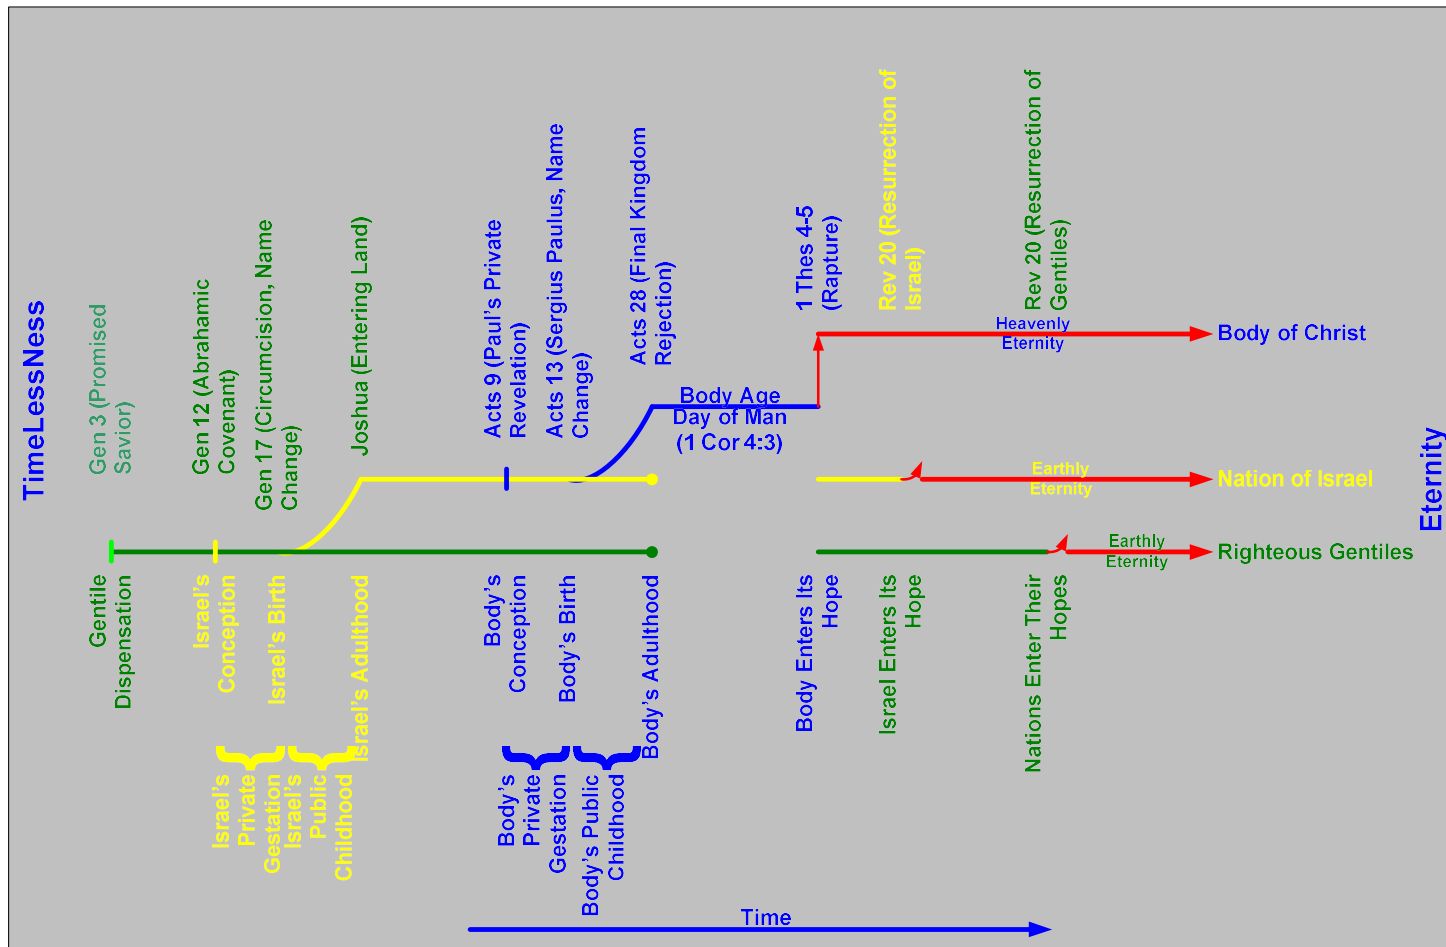 TimeLessNess
Gen 3 (Promised
Savior)
Gen 12 (Abrahamic
Covenant)
Gen 17 (Circumcision, Name
Change)
Joshua (Entering Land)
Acts 9 (Paul's Private
Revelation)
Acts 13 (Sergius Paulus, Name
Change)
Acts 28 (Final Kingdom
Rejection)
1 Thes 4-5
(Rapture)
Rev 20 (Resurrection of
Israel)
Rev 20 (Resurrection of
Gentiles)
Heavenly
Eternity
Body of Christ
Body Age
Day of Man
(1 Cor 4:3)
Earthly
Eternity
Nation of Israel
Earthly
Eternity
Righteous Gentiles
Eternity
Gentile
Dispensation
Israel's
Conception
Israel's Birth
Israel's Adulthood
Body's
Conception
Body's Birth
Body's Adulthood
Body Enters Its
Hope
Israel Enters Its
Hope
Nations Enter Their
Hopes
Israel's
Private
Gestation
Israel's
Public
Childhood
Body's
Private
Gestation
Body's Public
Childhood
Time